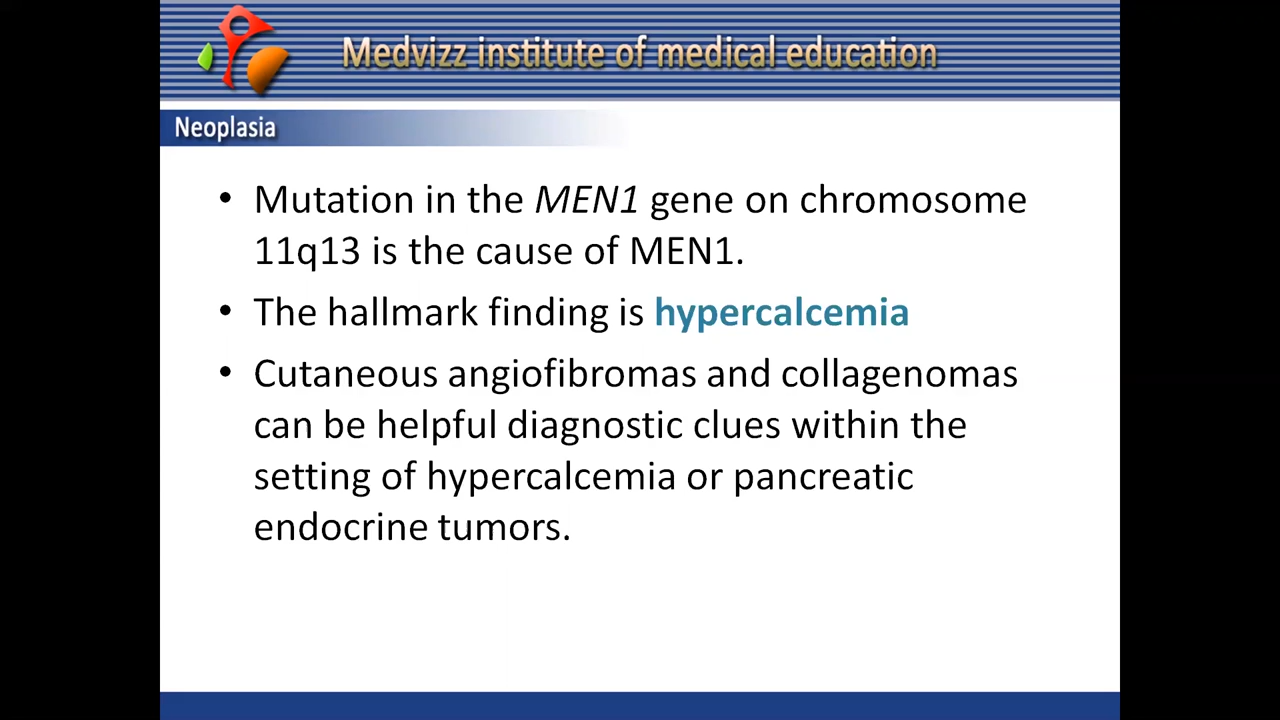 Medvizz institute of medical education
Neoplasia
• Mutation in the MEN1 gene on chromosome
11q13 is the cause of MEN1.
• The hallmark finding is hypercalcemia
• Cutaneous angiofibromas and collagenomas
can be helpful diagnostic clues within the
setting of hypercalcemia or pancreatic
endocrine tumors.